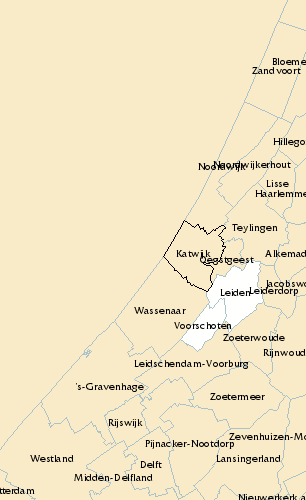 Bloeme
Zandvoort
Hillego
Noordwijkerhout
Noordwijk
Lisse
Haarlemme
Teylingen
Katwijk
Oegstgeest
Alkemad
Jacobswo
Leiden
Leiderdorp
Wassenaar
Voorschoten
Zoeterwoude
Rijnwoud
Leidschendam-Voorburg
's-Gravenhage
Zoetermeer
Rijswijk
Zevenhuizen-Mo
Pijnacker-Nootdorp
Westland
Delft
Lansingerland
Midden-Delfland
tterdam
Nieuwerkerk a